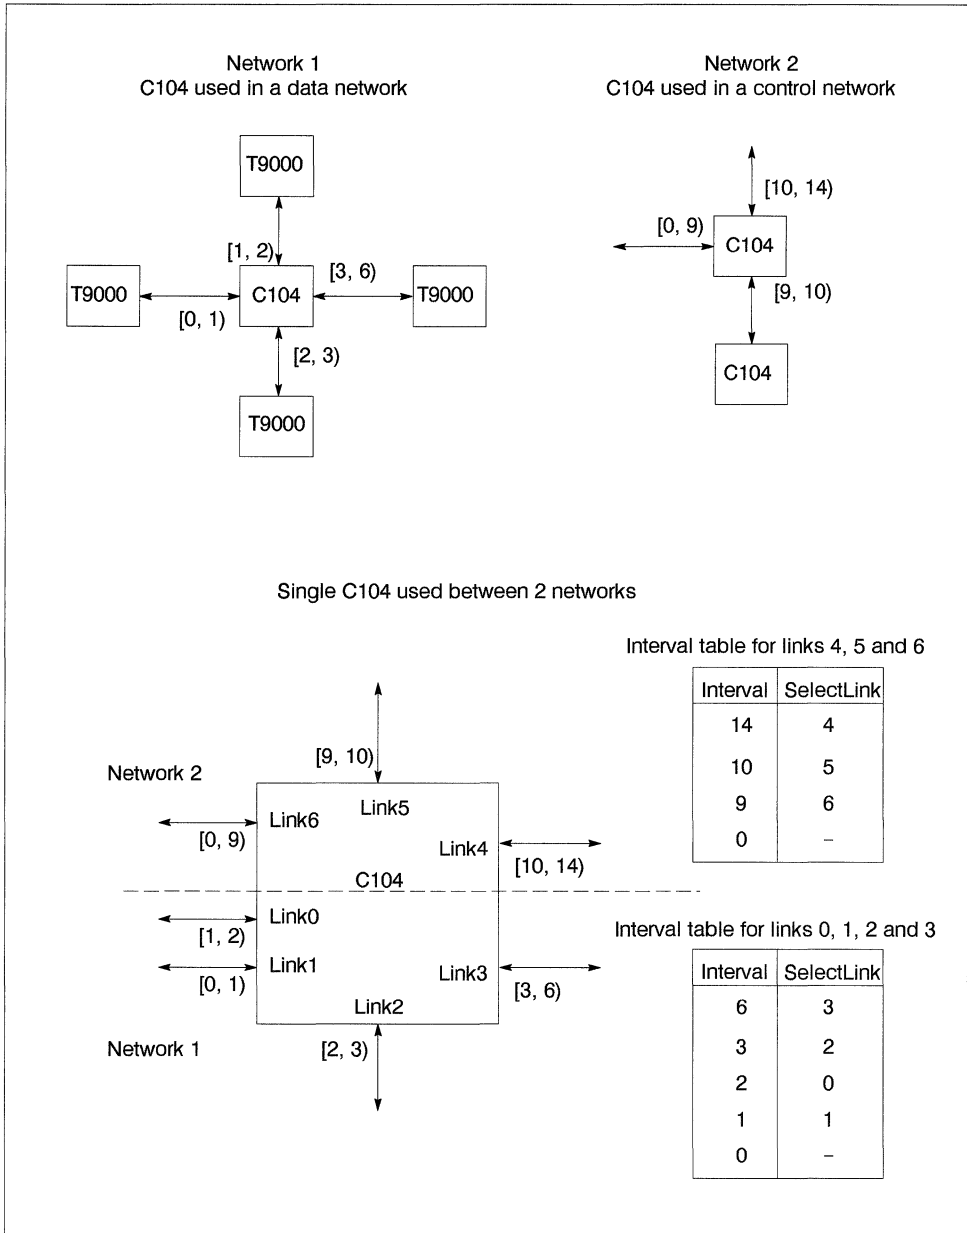 Network 1
C104 used in a data network
T9000
[1, 2)
T9000
[0, 1)
C104
[3, 6)
T9000
[2, 3)
T9000
Network 2
C104 used in a control network
[10, 14)
[0, 9)
C104
[9, 10)
C104
Single C104 used between 2 networks
Network 2
[9, 10)
Link5
Link6
[0, 9)
Link4
[10, 14)
C104
Link0
[1, 2)
Link1
[0, 1)
Link3
[3, 6)
Link2
[2, 3)
Network 1
Interval table for links 4, 5 and 6
Interval SelectLink
14 4
10 5
9 6
0 –
Interval table for links 0, 1, 2 and 3
Interval SelectLink
6 3
3 2
2 0
1 1
0 –